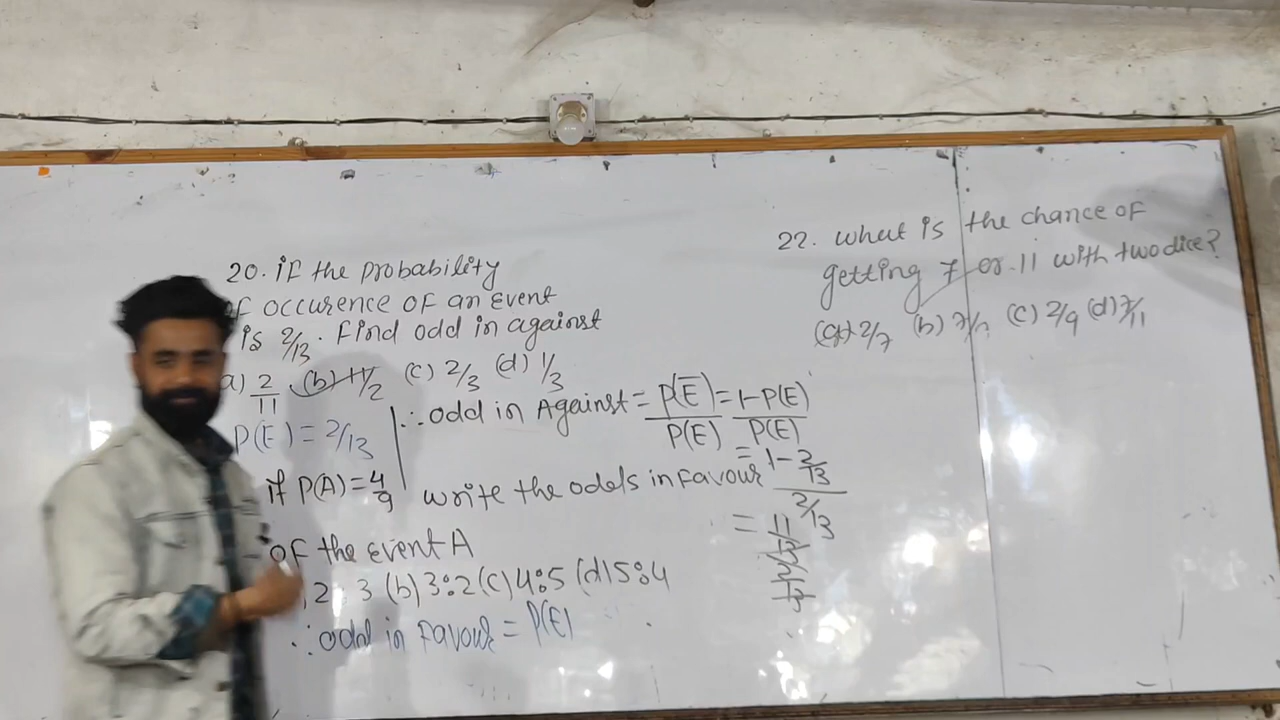 20. if the probability
of occurence of an event
is 2/13. Find odd in against
a) 2/11 (b) 11/2 (c) 2/3 (d) 1/3
P(E) = 2/13
∴ odd in Against = P(E̅)/P(E) = 1-P(E)/P(E)
= 1-2/13 / 2/13
= 11/13 / 2/13
if P(A)=4/9 write the odds in favour
of the event A
2:3 (b) 3:2 (c) 4:5 (d) 5:4
∴ odd in Favour = P(E)
22. what is the chance of
getting 7 or 11 with two dice?
(a) 2/7 (b) (c) 2/9 (d) 7/11